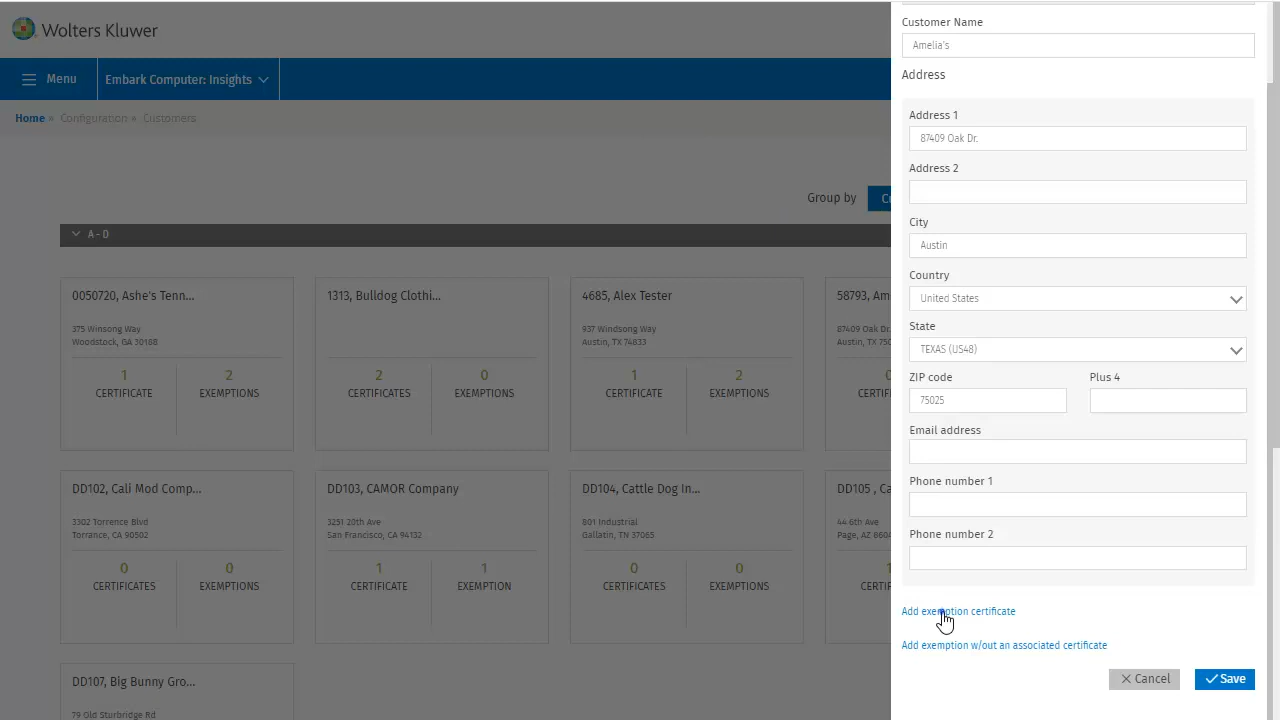 Wolters Kluwer
Menu
Embark Computer: Insights
Home » Configuration » Customers
Group by
A - D
0050720, Ashe's Tenn...
375 Winsong Way
Woodstock, GA 30188
1
CERTIFICATE
2
EXEMPTIONS
1313, Bulldog Clothi...
2
CERTIFICATES
0
EXEMPTIONS
4685, Alex Tester
937 Windsong Way
Austin, TX 74833
1
CERTIFICATE
2
EXEMPTIONS
58793, Am
87409 Oak Dr.
Austin, TX 750
CERTIF
DD102, Cali Mod Comp...
3302 Torrence Blvd
Torrance, CA 90502
0
CERTIFICATES
0
EXEMPTIONS
DD103, CAMOR Company
3251 20th Ave
San Francisco, CA 94132
1
CERTIFICATE
1
EXEMPTION
DD104, Cattle Dog In...
801 Industrial
Gallatin, TN 37065
0
CERTIFICATES
0
EXEMPTIONS
DD105 , Ca
44 6th Ave
Page, AZ 8604
CERTIF
DD107, Big Bunny Gro...
79 Old Sturbridge Rd
Customer Name
Amelia's
Address
Address 1
87409 Oak Dr.
Address 2
City
Austin
Country
United States
State
TEXAS (US48)
ZIP code
Plus 4
75025
Email address
Phone number 1
Phone number 2
Add exemption certificate
Add exemption w/out an associated certificate
Cancel
Save